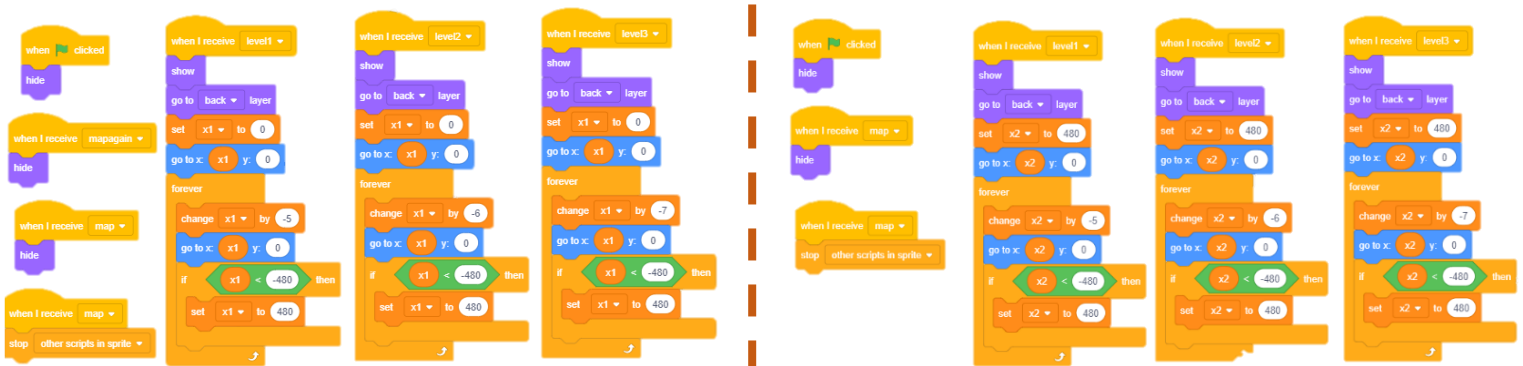 when clicked
hide
when I receive mapagain
hide
when I receive map
hide
when I receive map
stop other scripts in sprite
when I receive level1
show
go to back layer
set x1 to 0
go to x: x1 y: 0
forever
change x1 by -5
go to x: x1 y: 0
if x1 < -480 then
set x1 to 480
when I receive level2
show
go to back layer
set x1 to 0
go to x: x1 y: 0
forever
change x1 by -6
go to x: x1 y: 0
if x1 < -480 then
set x1 to 480
when I receive level3
show
go to back layer
set x1 to 0
go to x: x1 y: 0
forever
change x1 by -7
go to x: x1 y: 0
if x1 < -480 then
set x1 to 480
when clicked
hide
when I receive map
hide
when I receive map
stop other scripts in sprite
when I receive level1
show
go to back layer
set x2 to 480
go to x: x2 y: 0
forever
change x2 by -5
go to x: x2 y: 0
if x2 < -480 then
set x2 to 480
when I receive level2
show
go to back layer
set x2 to 480
go to x: x2 y: 0
forever
change x2 by -6
go to x: x2 y: 0
if x2 < -480 then
set x2 to 480
when I receive level3
show
go to back layer
set x2 to 480
go to x: x2 y: 0
forever
change x2 by -7
go to x: x2 y: 0
if x2 < -480 then
set x2 to 480